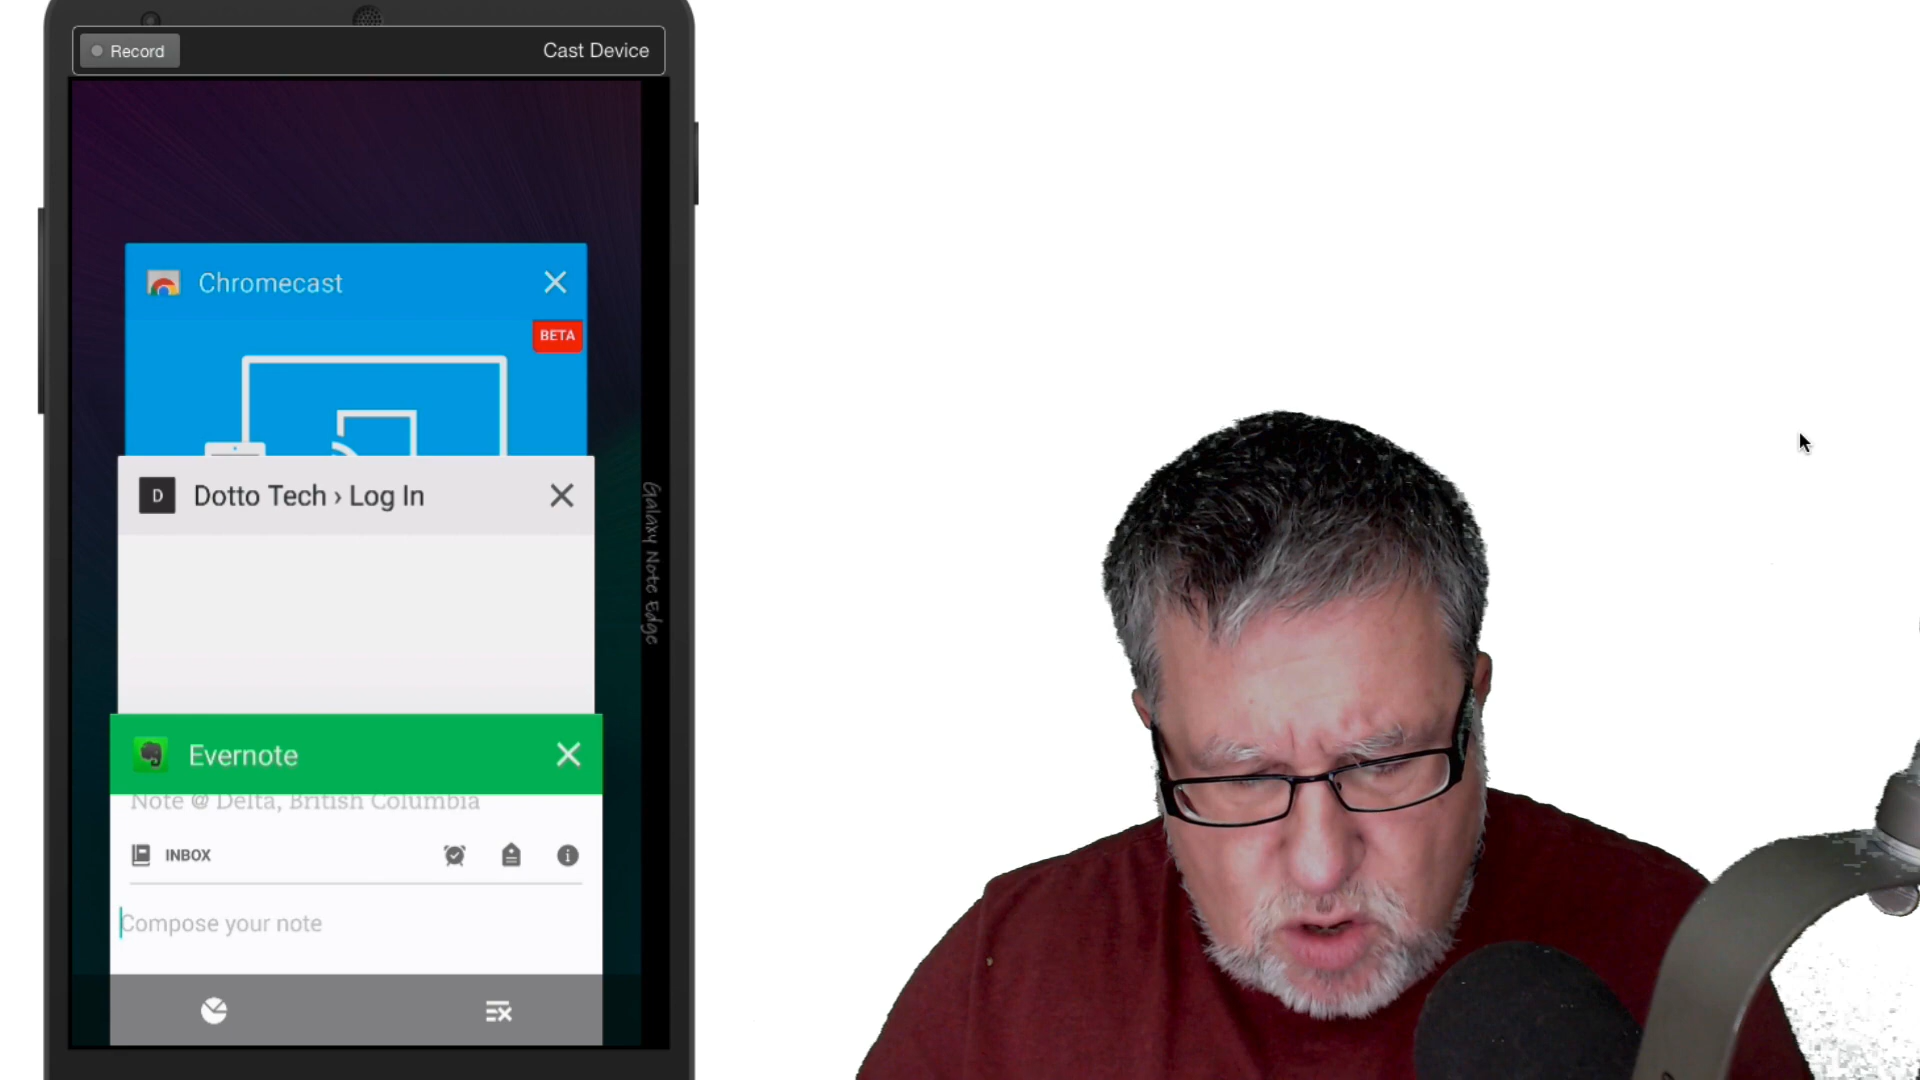 Record
Cast Device
Chromecast
BETA
D
Dotto Tech › Log In
Galaxy Note Edge
Evernote
Note @ Delta, British Columbia
INBOX
Compose your note